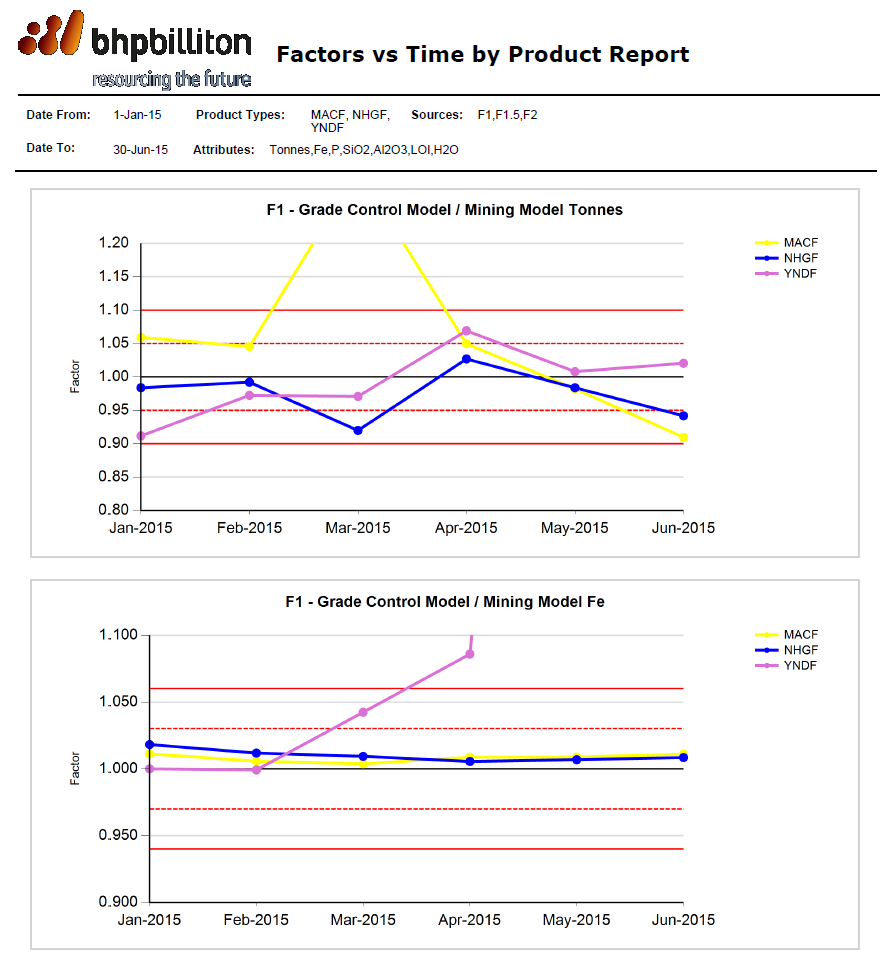 bhpbilliton
resourcing the future
Factors vs Time by Product Report
Date From: 1-Jan-15 Product Types: MACF, NHGF, YNDF Sources: F1,F1.5,F2
Date To: 30-Jun-15 Attributes: Tonnes,Fe,P,SiO2,Al2O3,LOI,H2O
F1 - Grade Control Model / Mining Model Tonnes
1.20
1.15
1.10
1.05
1.00
0.95
0.90
0.85
0.80
Factor
Jan-2015 Feb-2015 Mar-2015 Apr-2015 May-2015 Jun-2015
MACF
NHGF
YNDF
F1 - Grade Control Model / Mining Model Fe
1.100
1.050
1.000
0.950
0.900
Factor
Jan-2015 Feb-2015 Mar-2015 Apr-2015 May-2015 Jun-2015
MACF
NHGF
YNDF